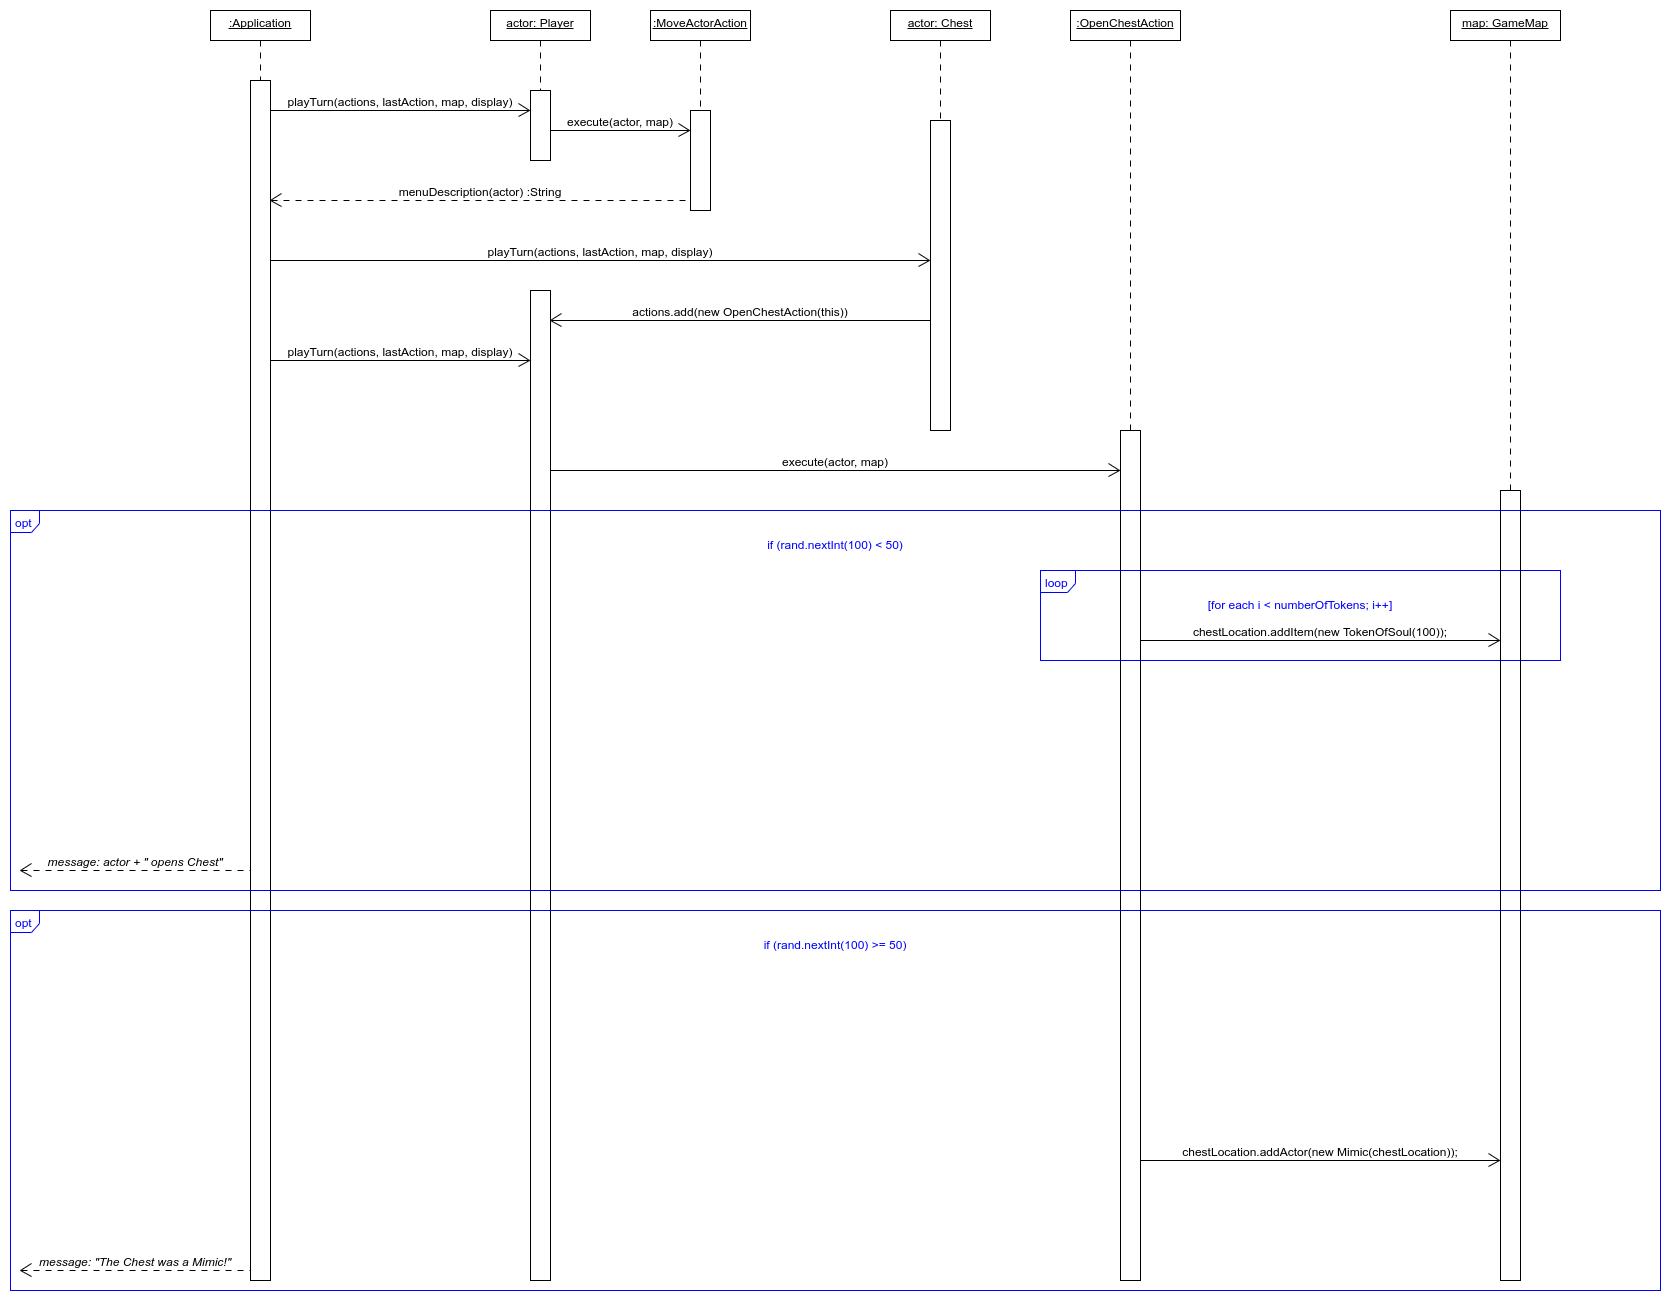 :Application
actor: Player
:MoveActorAction
actor: Chest
:OpenChestAction
map: GameMap
playTurn(actions, lastAction, map, display)
execute(actor, map)
menuDescription(actor) :String
playTurn(actions, lastAction, map, display)
actions.add(new OpenChestAction(this))
playTurn(actions, lastAction, map, display)
execute(actor, map)
opt
if (rand.nextInt(100) < 50)
loop
[for each i < numberOfTokens; i++]
chestLocation.addItem(new TokenOfSoul(100));
message: actor + " opens Chest"
opt
if (rand.nextInt(100) >= 50)
chestLocation.addActor(new Mimic(chestLocation));
message: "The Chest was a Mimic!"